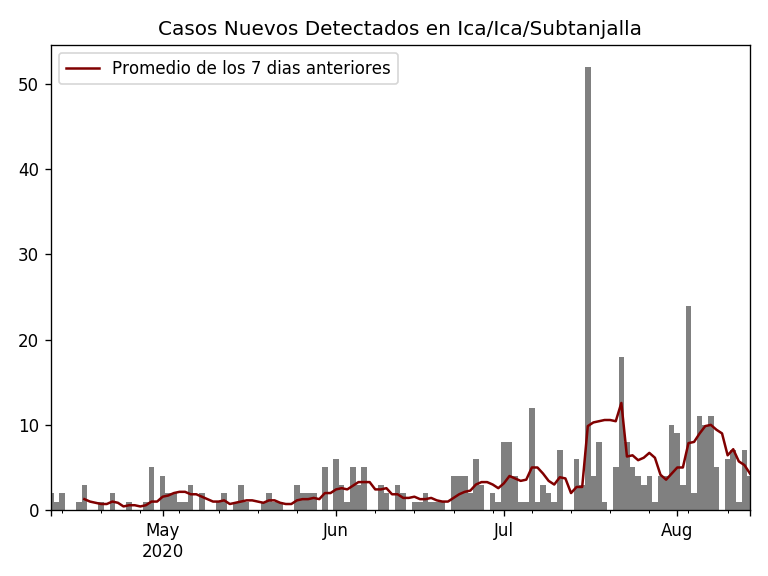 Casos Nuevos Detectados en Ica/Ica/Subtanjalla
Promedio de los 7 dias anteriores
50
40
30
20
10
0
May
2020
Jun
Jul
Aug